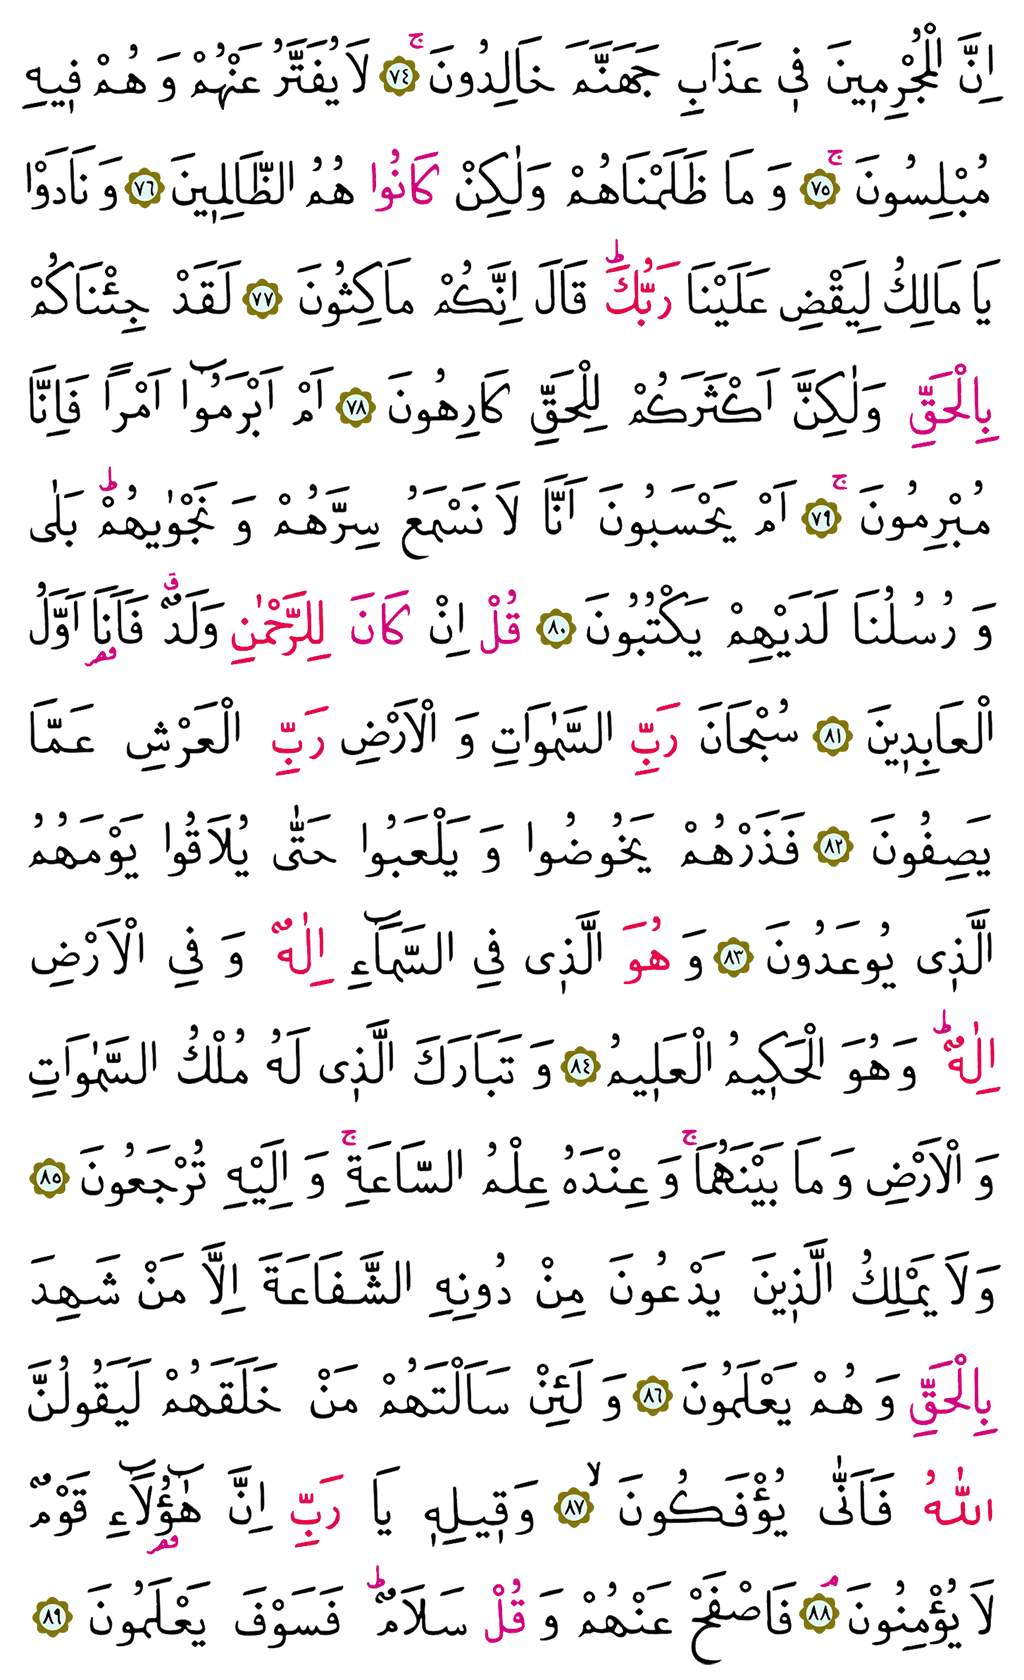 اِنَّ الْمُجْرِمٖينَ فٖي عَذَابِ جَهَنَّمَ خَالِدُونَۚ ﴿٧٤﴾ لَا يُفَتَّرُ عَنْهُمْ وَ هُمْ فٖيهِ
مُبْلِسُونَۚ ﴿٧٥﴾ وَ مَا ظَلَمْنَاهُمْ وَلٰكِنْ كَانُوا هُمُ الظَّالِمٖينَ ﴿٧٦﴾ وَ نَادَوْا
يَا مَالِكُ لِيَقْضِ عَلَيْنَا رَبُّكَؕ قَالَ اِنَّكُمْ مَاكِثُونَ ﴿٧٧﴾ لَقَدْ جِئْنَاكُمْ
بِالْحَقِّ وَلٰكِنَّ اَكْثَرَكُمْ لِلْحَقِّ كَارِهُونَ ﴿٧٨﴾ اَمْ اَبْرَمُٓوا اَمْراً فَاِنَّا
مُبْرِمُونَۚ ﴿٧٩﴾ اَمْ يَحْسَبُونَ اَنَّا لَا نَسْمَعُ سِرَّهُمْ وَ نَجْوٰيهُمْؕ بَلٰى
وَ رُسُلُنَا لَدَيْهِمْ يَكْتُبُونَ ﴿٨٠﴾ قُلْ اِنْ كَانَ لِلرَّحْمٰنِ وَلَدٌࣗ فَاَنَا۬ اَوَّلُ
الْعَابِدٖينَ ﴿٨١﴾ سُبْحَانَ رَبِّ السَّمٰوَاتِ وَ الْاَرْضِ رَبِّ الْعَرْشِ عَمَّا
يَصِفُونَ ﴿٨٢﴾ فَذَرْهُمْ يَخُوضُوا وَ يَلْعَبُوا حَتّٰى يُلَاقُوا يَوْمَهُمُ
الَّذٖى يُوعَدُونَ ﴿٨٣﴾ وَ هُوَ الَّذٖى فِي السَّمَٓاءِ اِلٰهٌ وَ فِي الْاَرْضِ
اِلٰهٌؕ وَ هُوَ الْحَكٖيمُ الْعَلٖيمُ ﴿٨٤﴾ وَ تَبَارَكَ الَّذٖى لَهُ مُلْكُ السَّمٰوَاتِ
وَ الْاَرْضِ وَ مَا بَيْنَهُمَاۚ وَ عِنْدَهُ عِلْمُ السَّاعَةِۚ وَ اِلَيْهِ تُرْجَعُونَ ﴿٨٥﴾
وَلَا يَمْلِكُ الَّذٖينَ يَدْعُونَ مِنْ دُونِهِ الشَّفَاعَةَ اِلَّا مَنْ شَهِدَ
بِالْحَقِّ وَ هُمْ يَعْلَمُونَ ﴿٨٦﴾ وَ لَئِنْ سَاَلْتَهُمْ مَنْ خَلَقَهُمْ لَيَقُولُنَّ
اللّٰهُ فَاَنّٰى يُؤْفَكُونَۙ ﴿٨٧﴾ وَقٖيلِهٖ يَا رَبِّ اِنَّ هٰٓؤُ۬لَٓاءِ قَوْمٌ
لَا يُؤْمِنُونَۘ ﴿٨٨﴾ فَاصْفَحْ عَنْهُمْ وَ قُلْ سَلَامٌؕ فَسَوْفَ يَعْلَمُونَ ﴿٨٩﴾